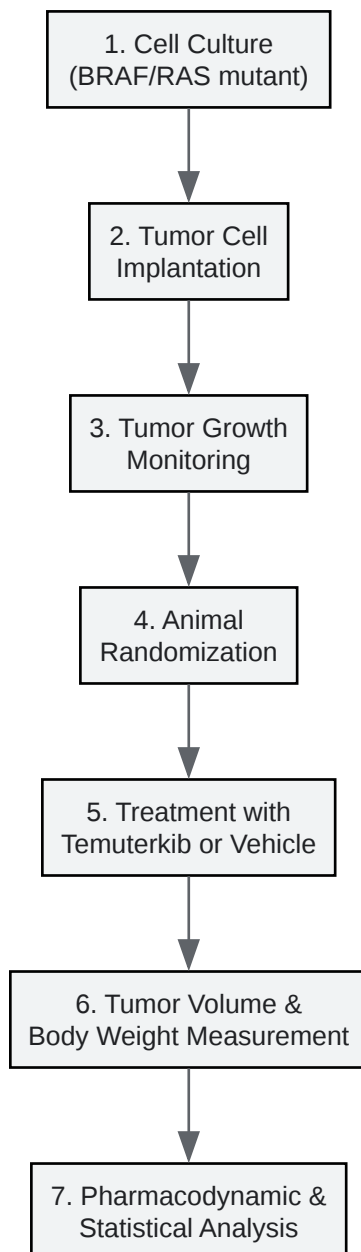 1. Cell Culture
(BRAF/RAS mutant)
2. Tumor Cell
Implantation
3. Tumor Growth
Monitoring
4. Animal
Randomization
5. Treatment with
Temuterkib or Vehicle
6. Tumor Volume &
Body Weight Measurement
7. Pharmacodynamic &
Statistical Analysis